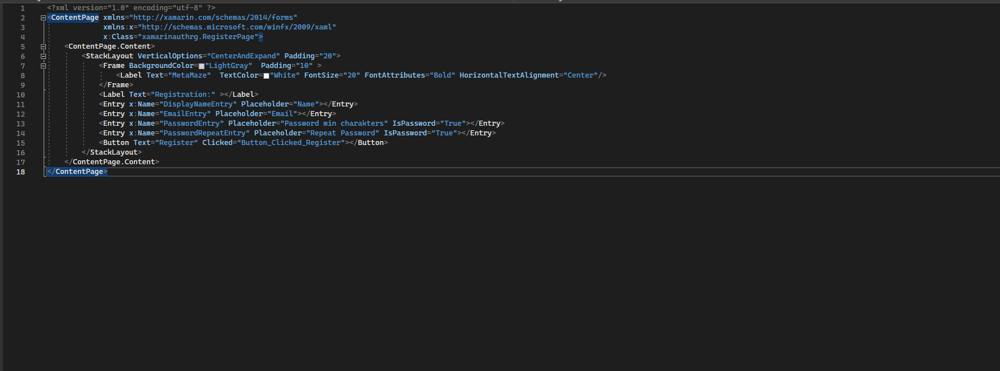 1 <?xml version="1.0" encoding="utf-8" ?>
2 <ContentPage xmlns="http://xamarin.com/schemas/2014/forms"
3 xmlns:x="http://schemas.microsoft.com/winfx/2009/xaml"
4 x:Class="xamarinauthrg.RegisterPage">
5 <ContentPage.Content>
6 <StackLayout VerticalOptions="CenterAndExpand" Padding="20">
7 <Frame BackgroundColor="LightGray"  Padding="10" >
8 <Label Text="MetaMaze"  TextColor="White" FontSize="20" FontAttributes="Bold" HorizontalTextAlignment="Center"/>
9 </Frame>
10 <Label Text="Registration:" ></Label>
11 <Entry x:Name="DisplayNameEntry" Placeholder="Name"></Entry>
12 <Entry x:Name="EmailEntry" Placeholder="Email"></Entry>
13 <Entry x:Name="PasswordEntry" Placeholder="Password min charakters" IsPassword="True"></Entry>
14 <Entry x:Name="PasswordRepeatEntry" Placeholder="Repeat Password" IsPassword="True"></Entry>
15 <Button Text="Register" Clicked="Button_Clicked_Register"></Button>
16 </StackLayout>
17 </ContentPage.Content>
18 </ContentPage>